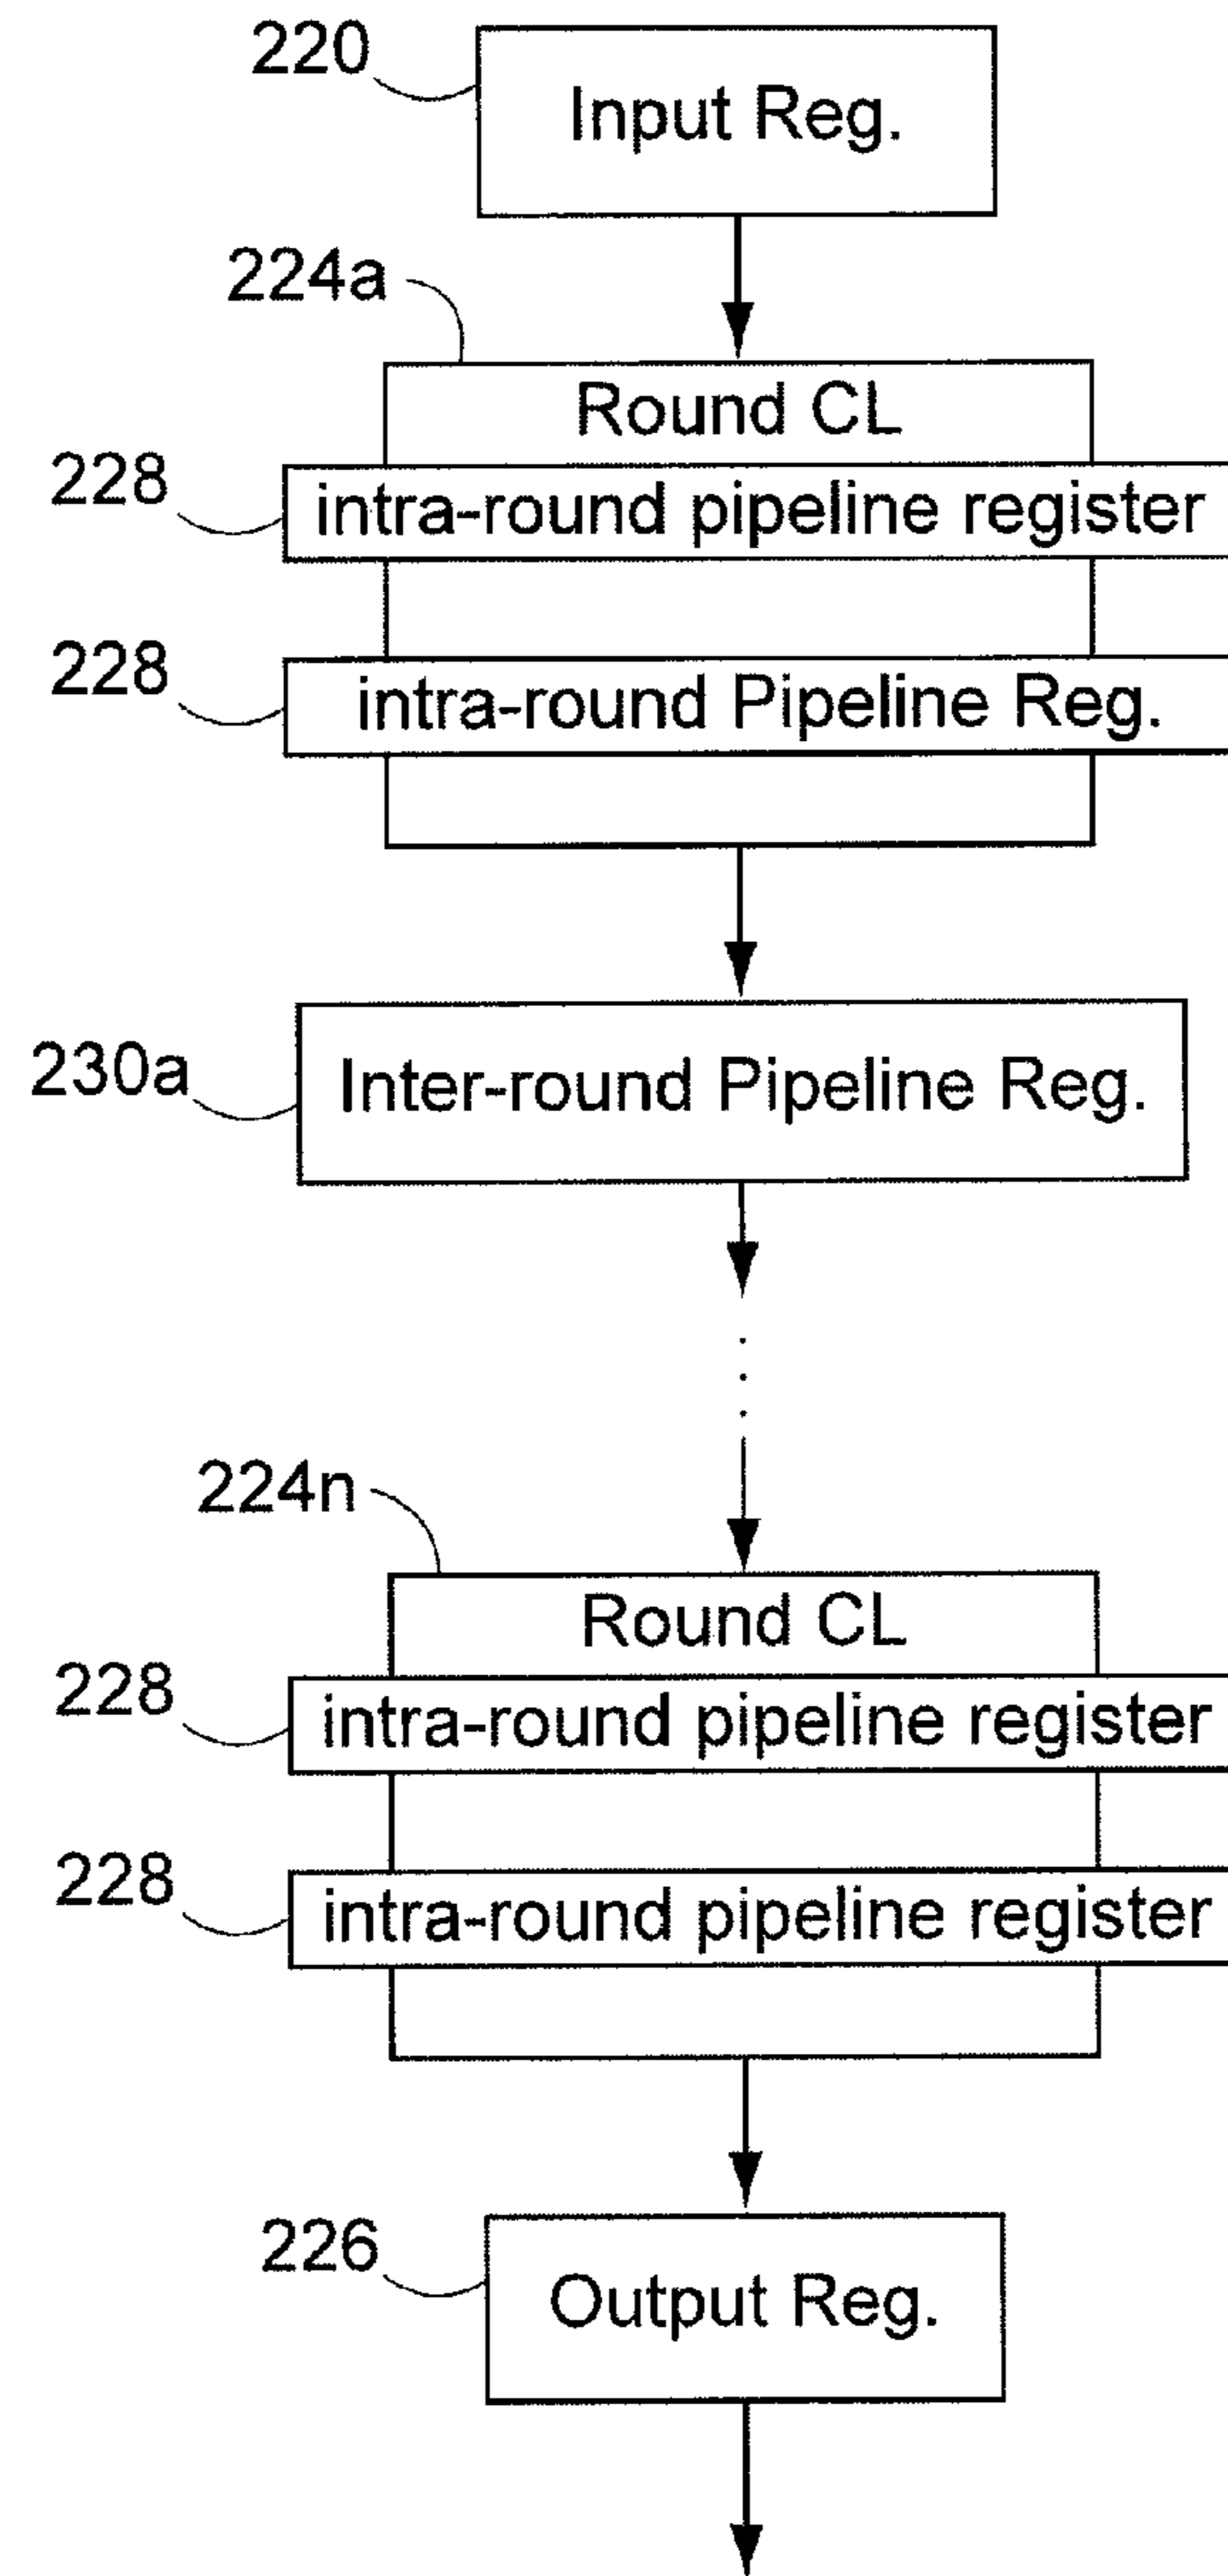 220
Input Reg.
224a
Round CL
228
intra-round pipeline register
228
intra-round Pipeline Reg.
230a
Inter-round Pipeline Reg.
224n
Round CL
228
intra-round pipeline register
228
intra-round pipeline register
226
Output Reg.